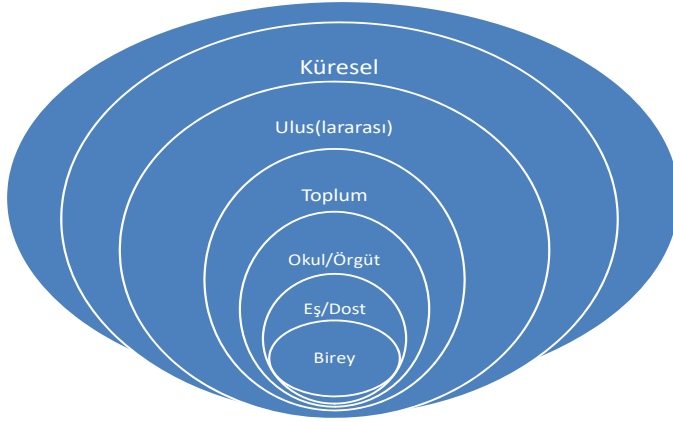 Küresel
Ulus(lararası)
Toplum
Okul/Örgüt
Eş/Dost
Birey